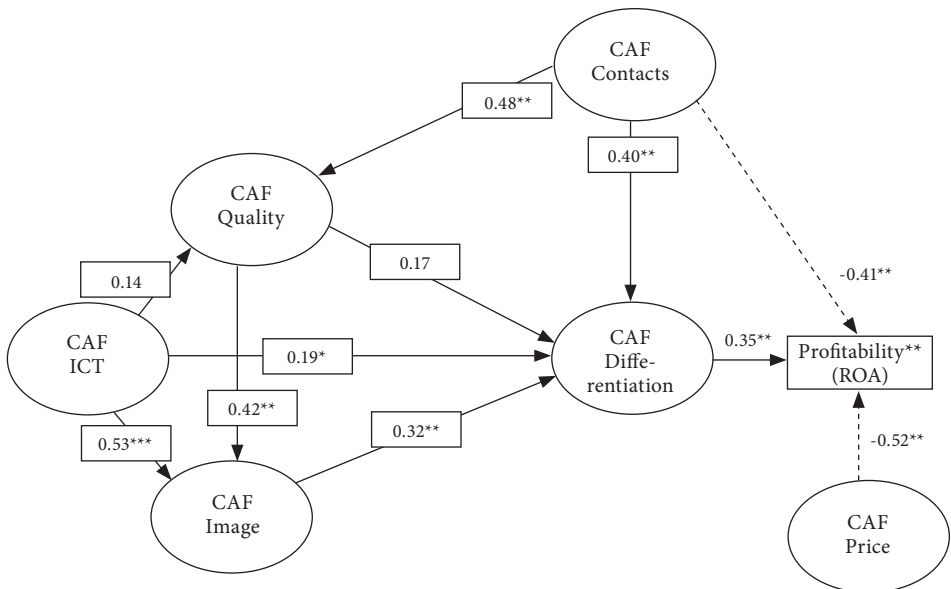 CAF
Contacts
0.48**
0.40**
CAF
Quality
0.17
0.14
-0.41**
CAF
ICT
0.19*
CAF
Diffe-
rentiation
0.35**
Profitability**
(ROA)
0.42**
0.32**
0.53***
-0.52**
CAF
Image
CAF
Price